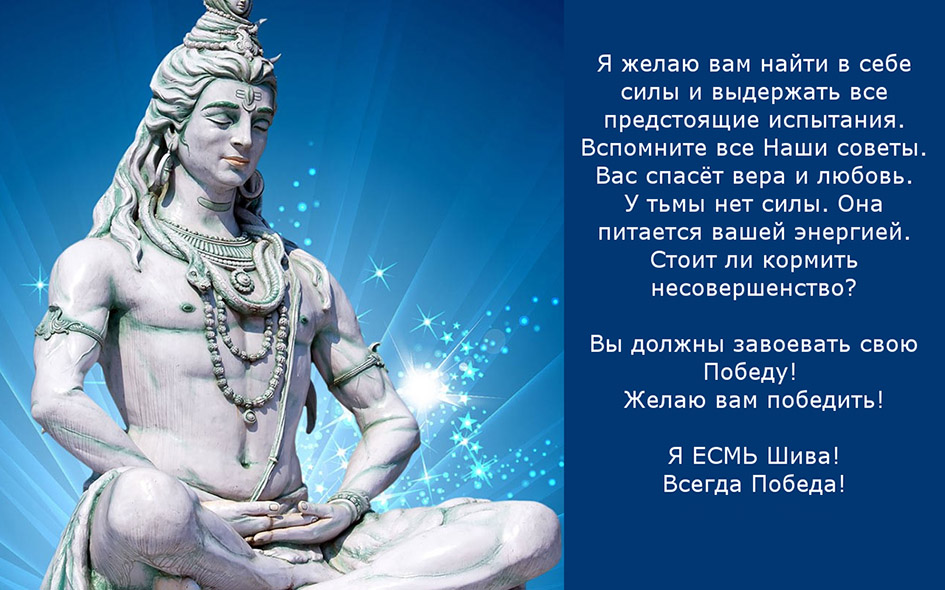 Я желаю вам найти в себе
силы и выдержать все
предстоящие испытания.
Вспомните все Наши советы.
Вас спасёт вера и любовь.
У тьмы нет силы. Она
питается вашей энергией.
Стоит ли кормить
несовершенство?
Вы должны завоевать свою
Победу!
Желаю вам победить!
Я ЕСМЬ Шива!
Всегда Победа!